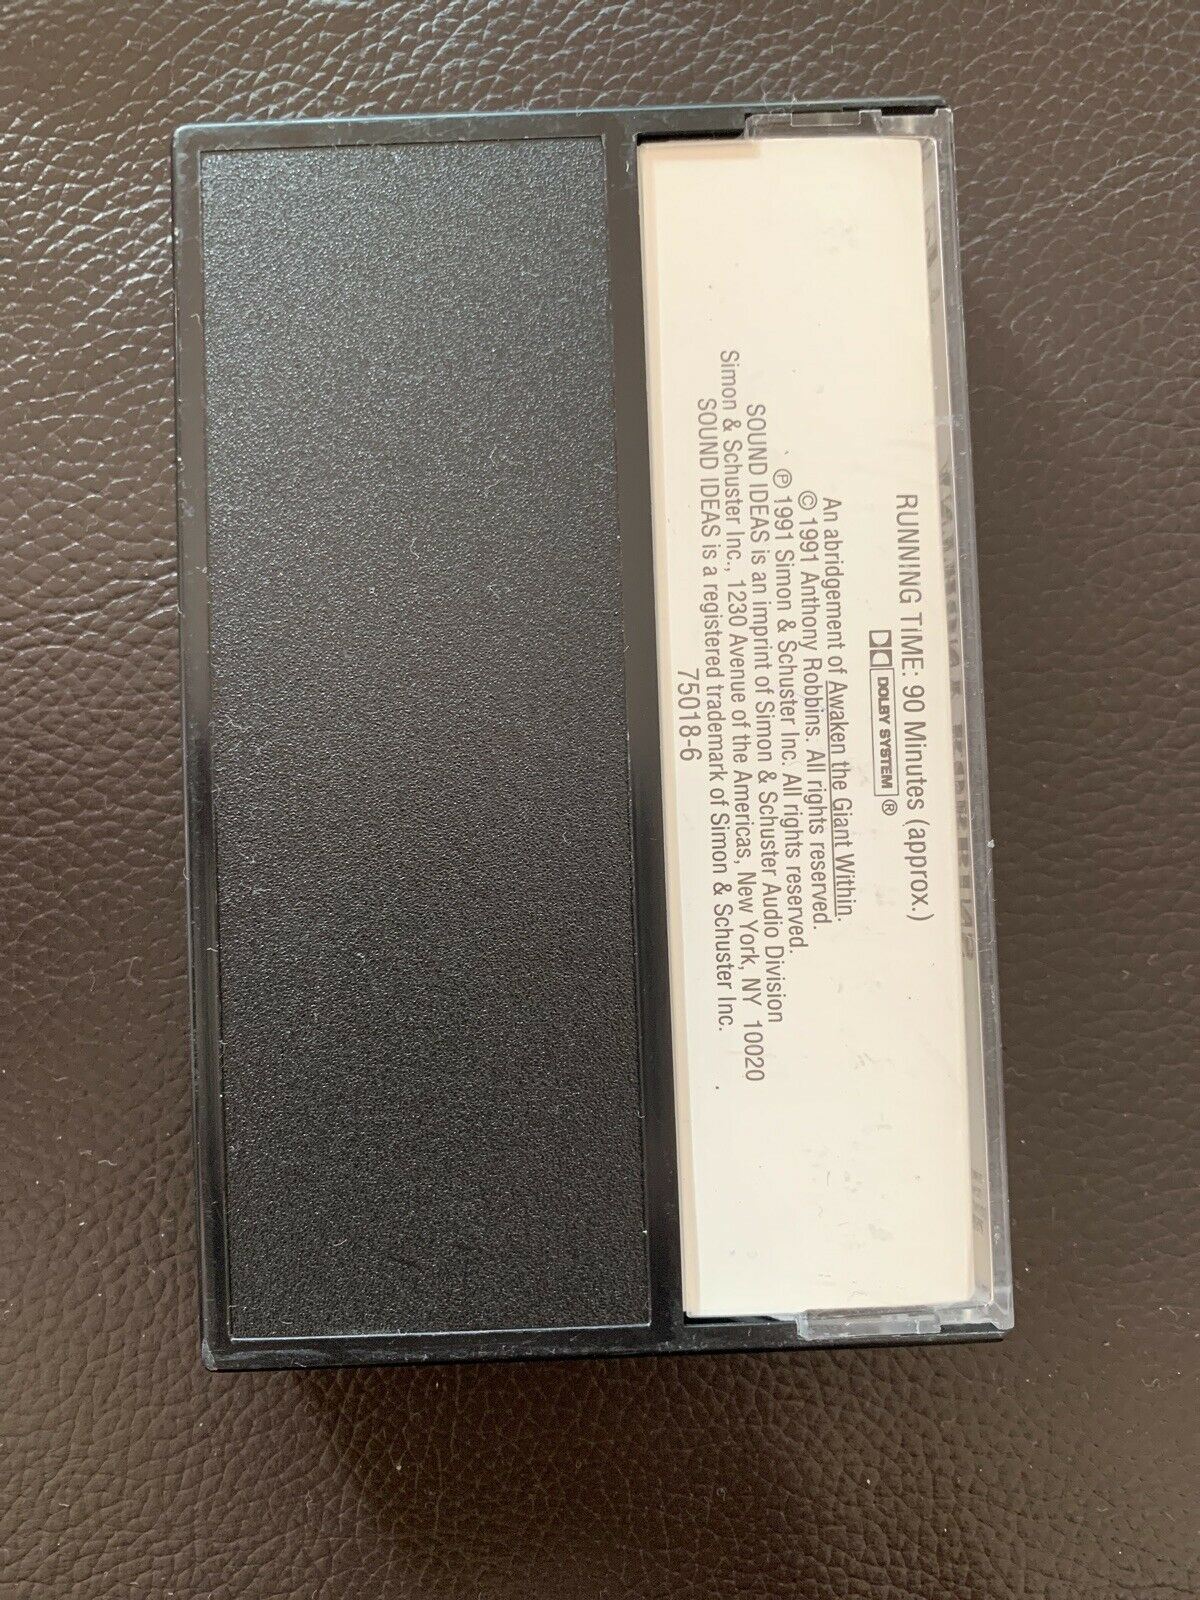 RUNNING TIME: 90 Minutes (approx.)
DOLBY SYSTEM ®
An abridgement of Awaken the Giant Within.
© 1991 Anthony Robbins. All rights reserved.
℗ 1991 Simon & Schuster Inc. All rights reserved.
SOUND IDEAS is an imprint of Simon & Schuster Audio Division
Simon & Schuster Inc., 1230 Avenue of the Americas, New York, NY 10020
SOUND IDEAS is a registered trademark of Simon & Schuster Inc.
75018-6